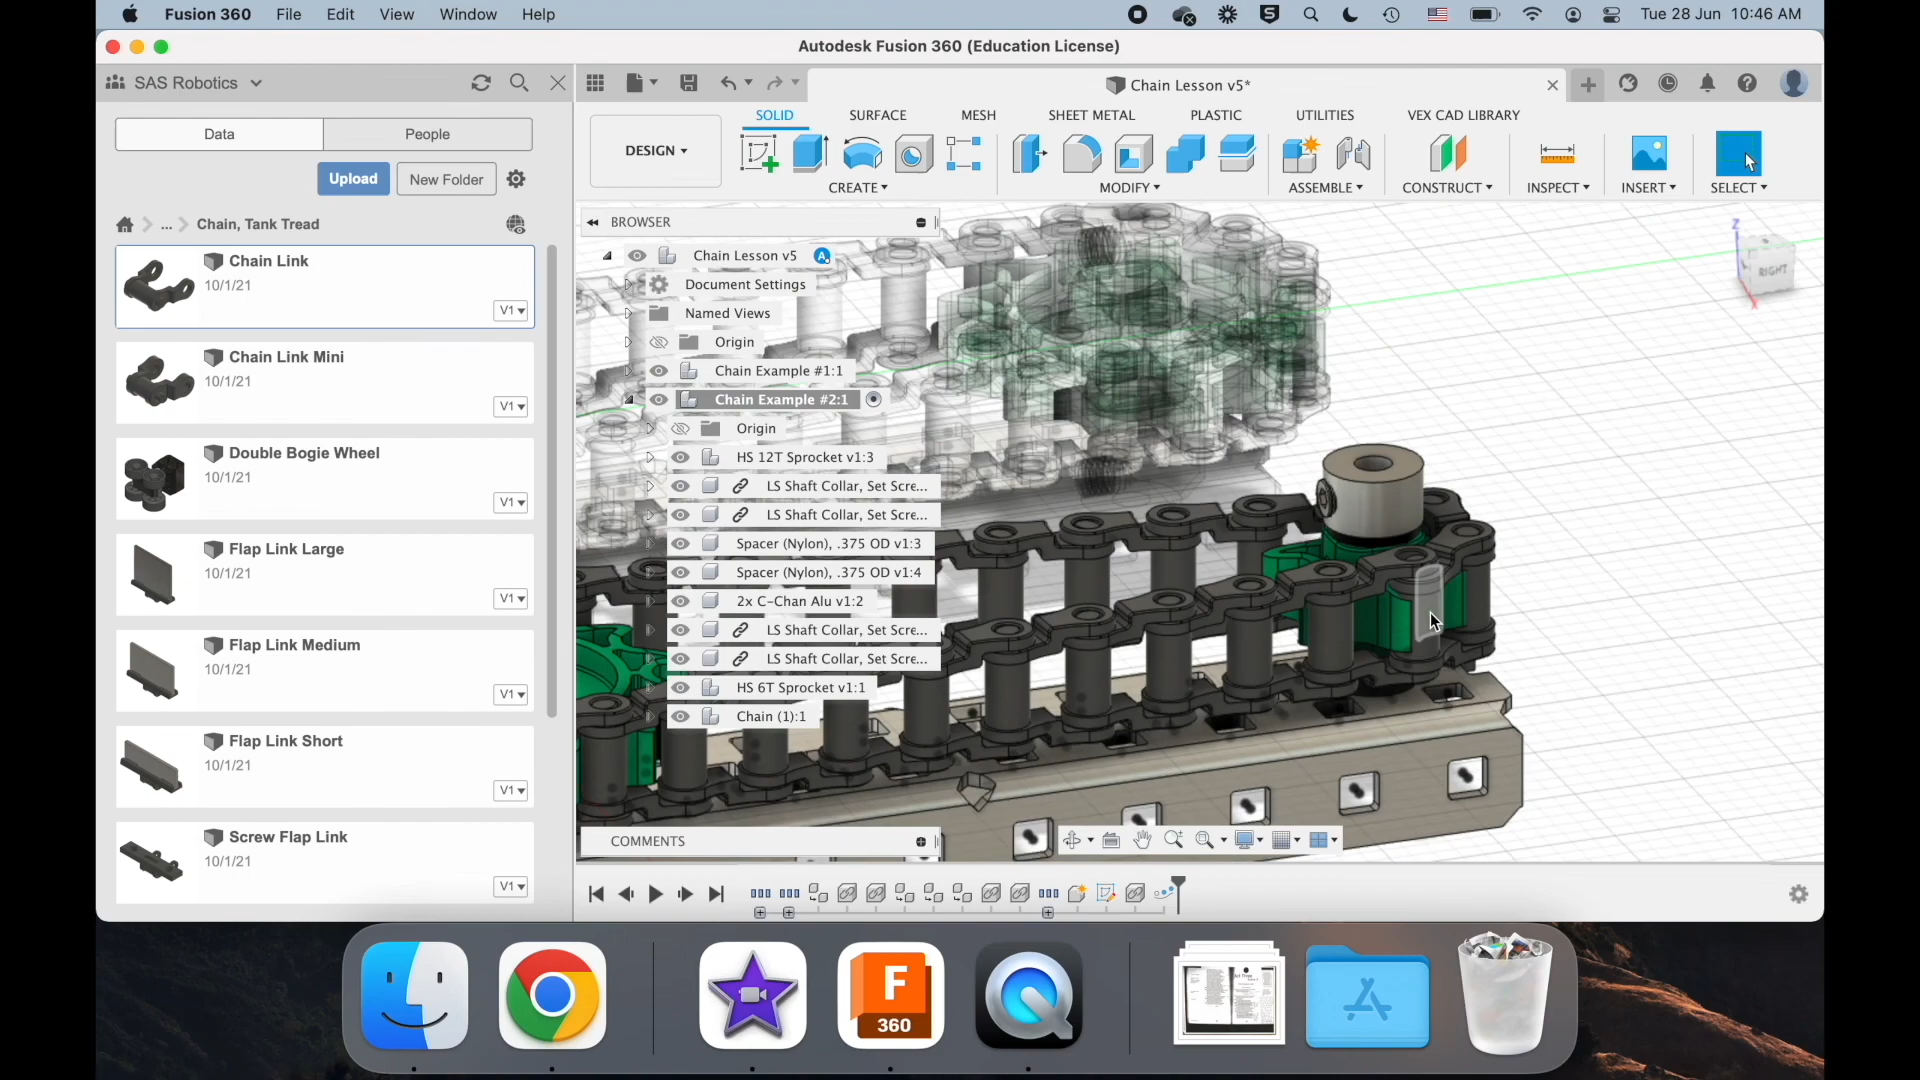 Fusion 360 File Edit View Window Help Tue 28 Jun 10:46 AM
Autodesk Fusion 360 (Education License)
SAS Robotics
Chain Lesson v5*
Data People
SOLID SURFACE MESH SHEET METAL PLASTIC UTILITIES VEX CAD LIBRARY
DESIGN
Upload New Folder
CREATE MODIFY ASSEMBLE CONSTRUCT INSPECT INSERT SELECT
... Chain, Tank Tread
Chain Link
10/1/21
V1
Chain Link Mini
10/1/21
V1
Double Bogie Wheel
10/1/21
V1
Flap Link Large
10/1/21
V1
Flap Link Medium
10/1/21
V1
Flap Link Short
10/1/21
V1
Screw Flap Link
10/1/21
V1
BROWSER
Chain Lesson v5
Document Settings
Named Views
Origin
Chain Example #1:1
Chain Example #2:1
Origin
HS 12T Sprocket v1:3
LS Shaft Collar, Set Scre...
LS Shaft Collar, Set Scre...
Spacer (Nylon), .375 OD v1:3
Spacer (Nylon), .375 OD v1:4
2x C-Chan Alu v1:2
LS Shaft Collar, Set Scre...
LS Shaft Collar, Set Scre...
HS 6T Sprocket v1:1
Chain (1):1
COMMENTS
Z
RIGHT
F
360